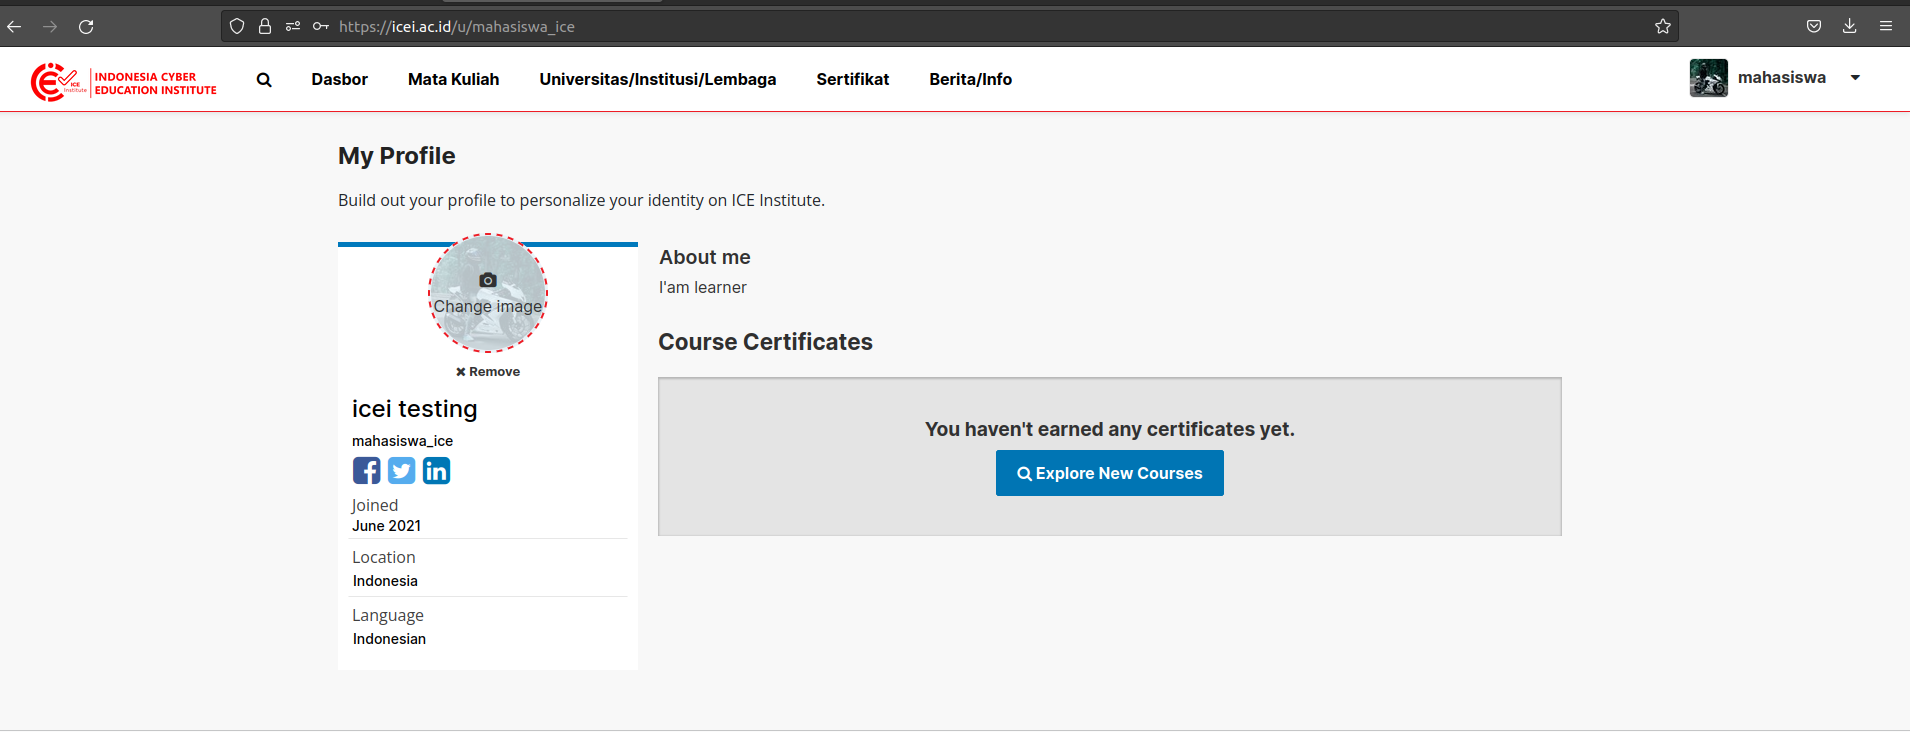 https://icei.ac.id/u/mahasiswa_ice
ICE
Institute
INDONESIA CYBER
EDUCATION INSTITUTE
Dasbor
Mata Kuliah
Universitas/Institusi/Lembaga
Sertifikat
Berita/Info
mahasiswa
My Profile
Build out your profile to personalize your identity on ICE Institute.
Change image
Remove
icei testing
mahasiswa_ice
Joined
June 2021
Location
Indonesia
Language
Indonesian
About me
I'am learner
Course Certificates
You haven't earned any certificates yet.
Explore New Courses